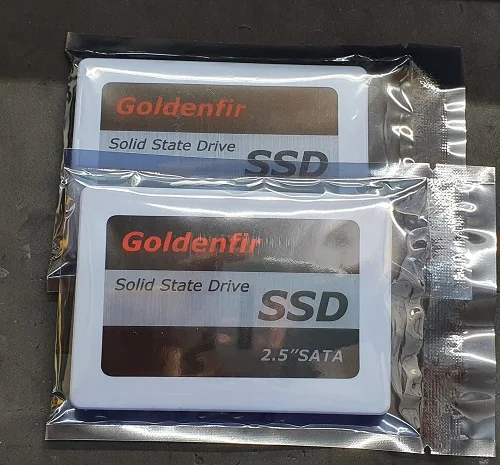 Goldenfir
Solid State Drive
SSD
Goldenfir
Solid State Drive
SSD
2.5"SATA